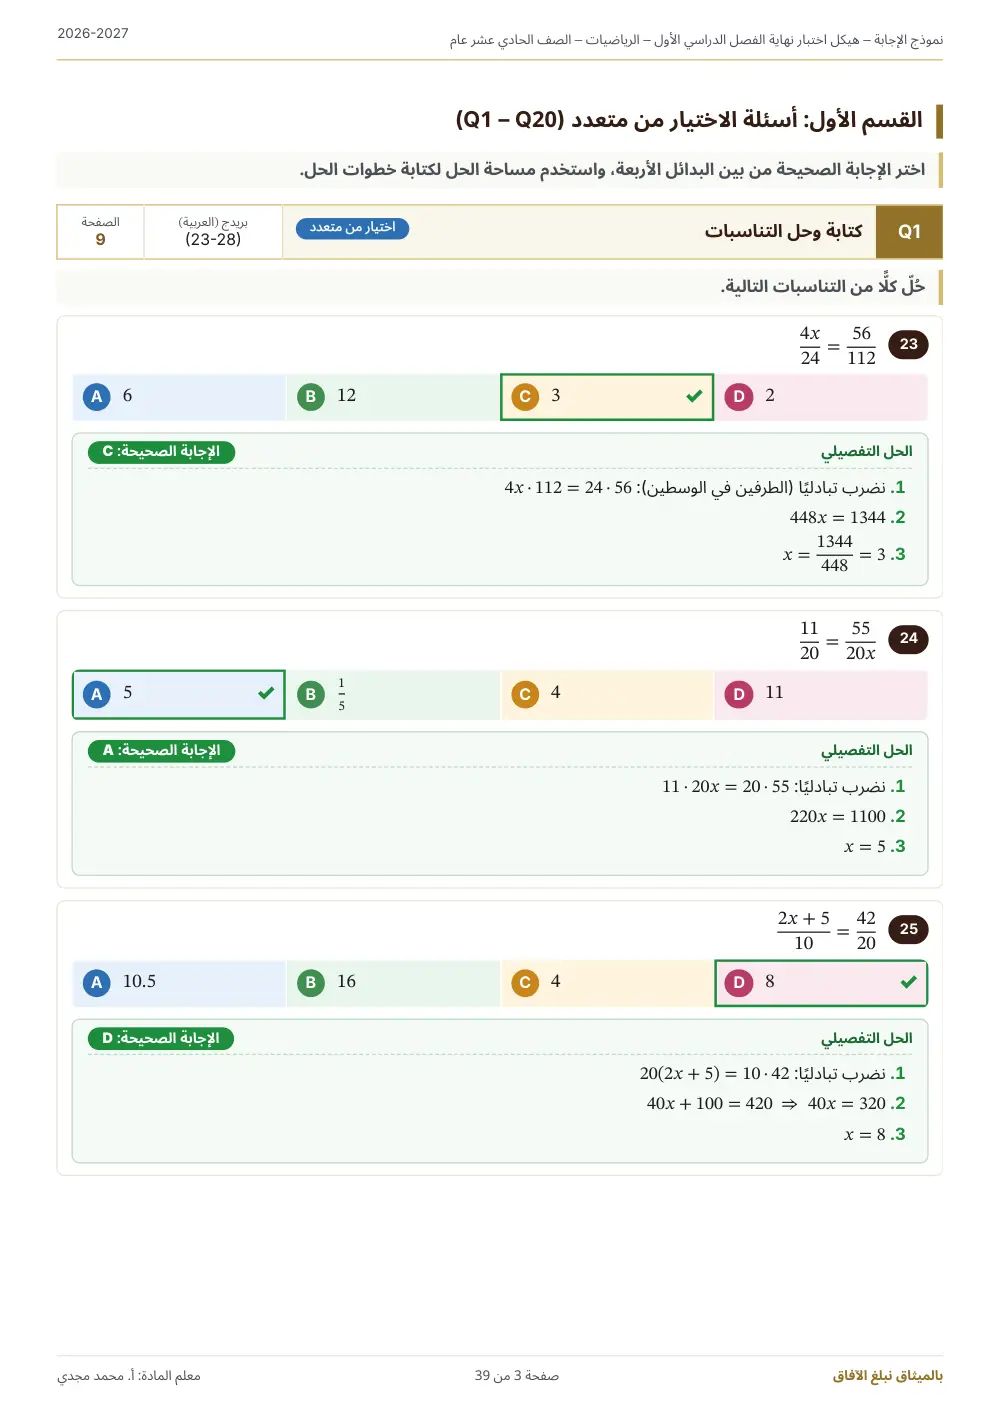 نموذج الإجابة – هيكل اختبار نهاية الفصل الدراسي الأول – الرياضيات – الصف الحادي عشر عام
2026-2027
القسم الأول: أسئلة الاختيار من متعدد (Q1 – Q20)
اختر الإجابة الصحيحة من بين البدائل الأربعة، واستخدم مساحة الحل لكتابة خطوات الحل.
Q1 كتابة وحل التناسبات اختيار من متعدد بريدج (العربية) (23-28) الصفحة 9
حُلّ كلًّا من التناسبات التالية.
23 4x/24 = 56/112
A 6 B 12 C 3 ✔ D 2
الحل التفصيلي الإجابة الصحيحة: C
1. نضرب تبادليًا (الطرفين في الوسطين): 4x · 112 = 24 · 56
2. 448x = 1344
3. x = 1344/448 = 3
24 11/20 = 55/20x
A 5 ✔ B 1/5 C 4 D 11
الحل التفصيلي الإجابة الصحيحة: A
1. نضرب تبادليًا: 11 · 20x = 20 · 55
2. 220x = 1100
3. x = 5
25 (2x + 5)/10 = 42/20
A 10.5 B 16 C 4 D 8 ✔
الحل التفصيلي الإجابة الصحيحة: D
1. نضرب تبادليًا: 20(2x + 5) = 10 · 42
2. 40x + 100 = 420 ⇒ 40x = 320
3. x = 8
بالميثاق نبلغ الآفاق صفحة 3 من 39 معلم المادة: أ. محمد مجدي